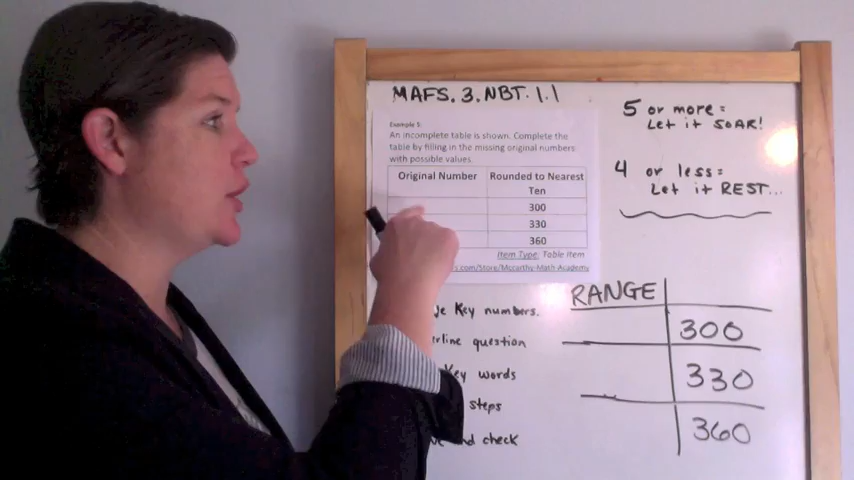 MAFS.3.NBT.1.1
Example 5:
An incomplete table is shown. Complete the
table by filling in the missing original numbers
with possible values.
Original Number Rounded to Nearest
Ten
300
330
360
Item Type: Table Item
.com/Store/Mccarthy-Math-Academy
5 or more =
Let it SOAR!
4 or less =
Let it REST...
Key numbers.
question
Key words
steps
and check
RANGE
300
330
360